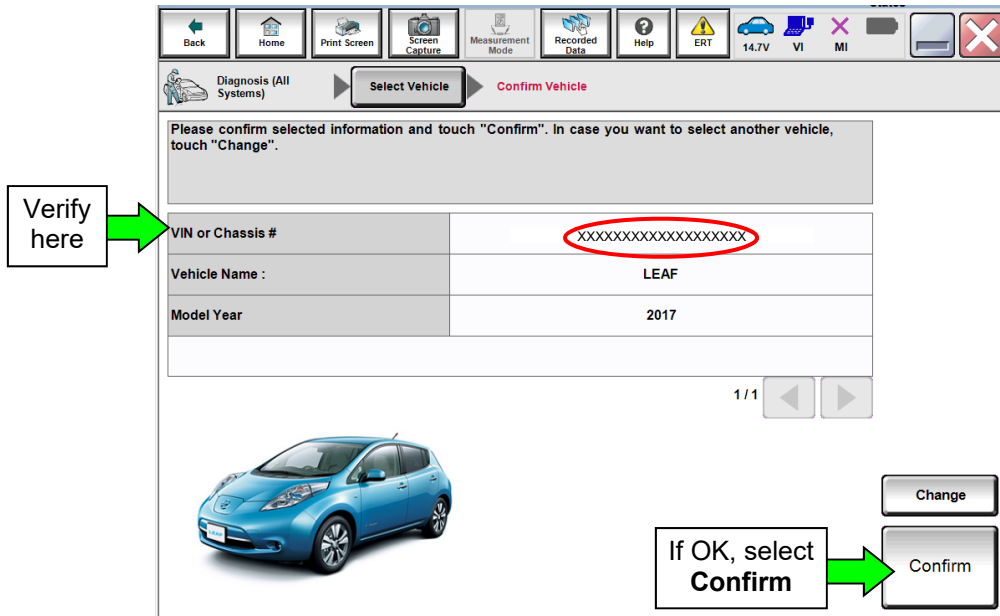 Back
Home
Print Screen
Screen
Capture
Measurement
Mode
Recorded
Data
Help
ERT
14.7V
VI
MI
Diagnosis (All
Systems)
Select Vehicle
Confirm Vehicle
Please confirm selected information and touch "Confirm". In case you want to select another vehicle,
touch "Change".
Verify
here
VIN or Chassis #
XXXXXXXXXXXXXXXXXXX
Vehicle Name :
LEAF
Model Year
2017
1 / 1
LEAF
Change
If OK, select
Confirm
Confirm